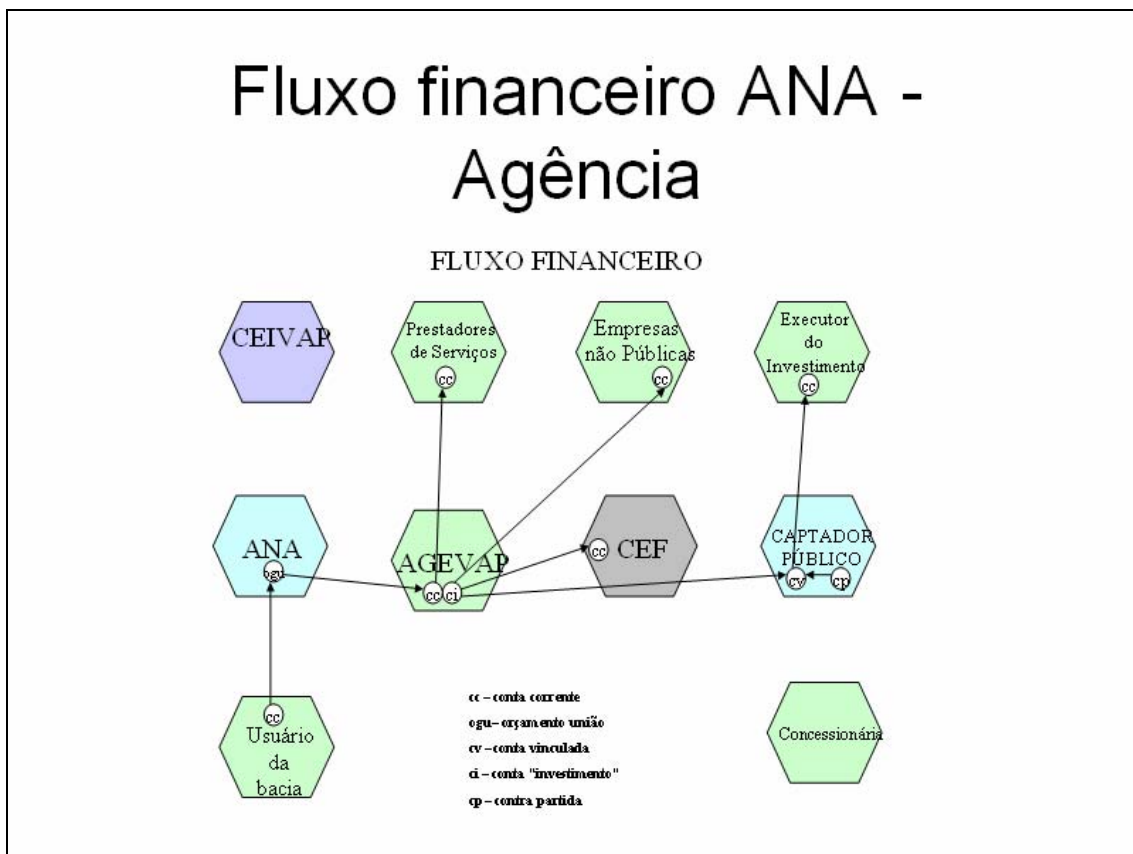 Fluxo financeiro ANA -
Agência
FLUXO FINANCEIRO
CEIVAP
Prestadores
de Serviços
cc
Empresas
não Públicas
cc
Executor
do
Investimento
cc
ANA
ogu
AGEVAP
cc
ci
cc
CEF
CAPTADOR
PÚBLICO
cv
cp
cc
Usuário
da
bacia
cc – conta corrente
ogu – orçamento união
cv – conta vinculada
ci – conta "investimento"
cp – contra partida
Concessionária